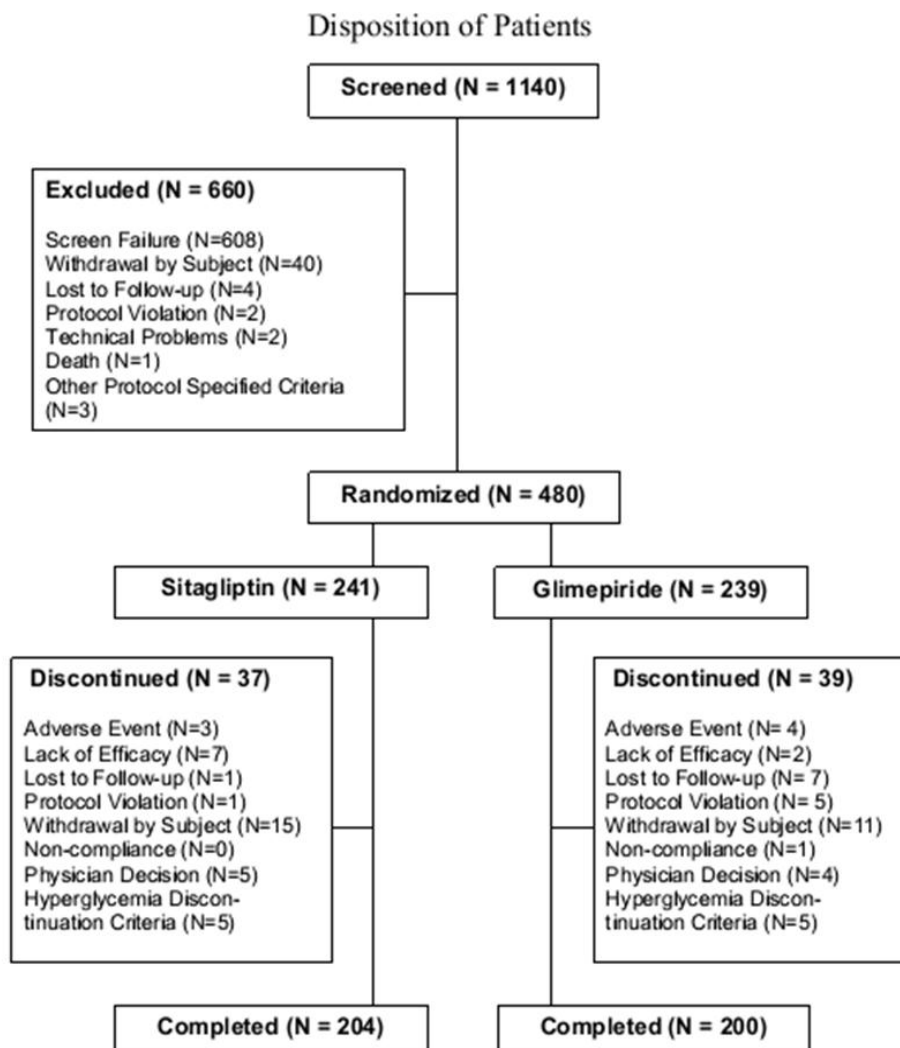 Disposition of Patients
Screened (N = 1140)
Excluded (N = 660)
Screen Failure (N=608)
Withdrawal by Subject (N=40)
Lost to Follow-up (N=4)
Protocol Violation (N=2)
Technical Problems (N=2)
Death (N=1)
Other Protocol Specified Criteria
(N=3)
Randomized (N = 480)
Sitagliptin (N = 241)
Glimepiride (N = 239)
Discontinued (N = 37)
Adverse Event (N=3)
Lack of Efficacy (N=7)
Lost to Follow-up (N=1)
Protocol Violation (N=1)
Withdrawal by Subject (N=15)
Non-compliance (N=0)
Physician Decision (N=5)
Hyperglycemia Discon-
tinuation Criteria (N=5)
Discontinued (N = 39)
Adverse Event (N= 4)
Lack of Efficacy (N=2)
Lost to Follow-up (N= 7)
Protocol Violation (N= 5)
Withdrawal by Subject (N=11)
Non-compliance (N=1)
Physician Decision (N=4)
Hyperglycemia Discon-
tinuation Criteria (N=5)
Completed (N = 204)
Completed (N = 200)